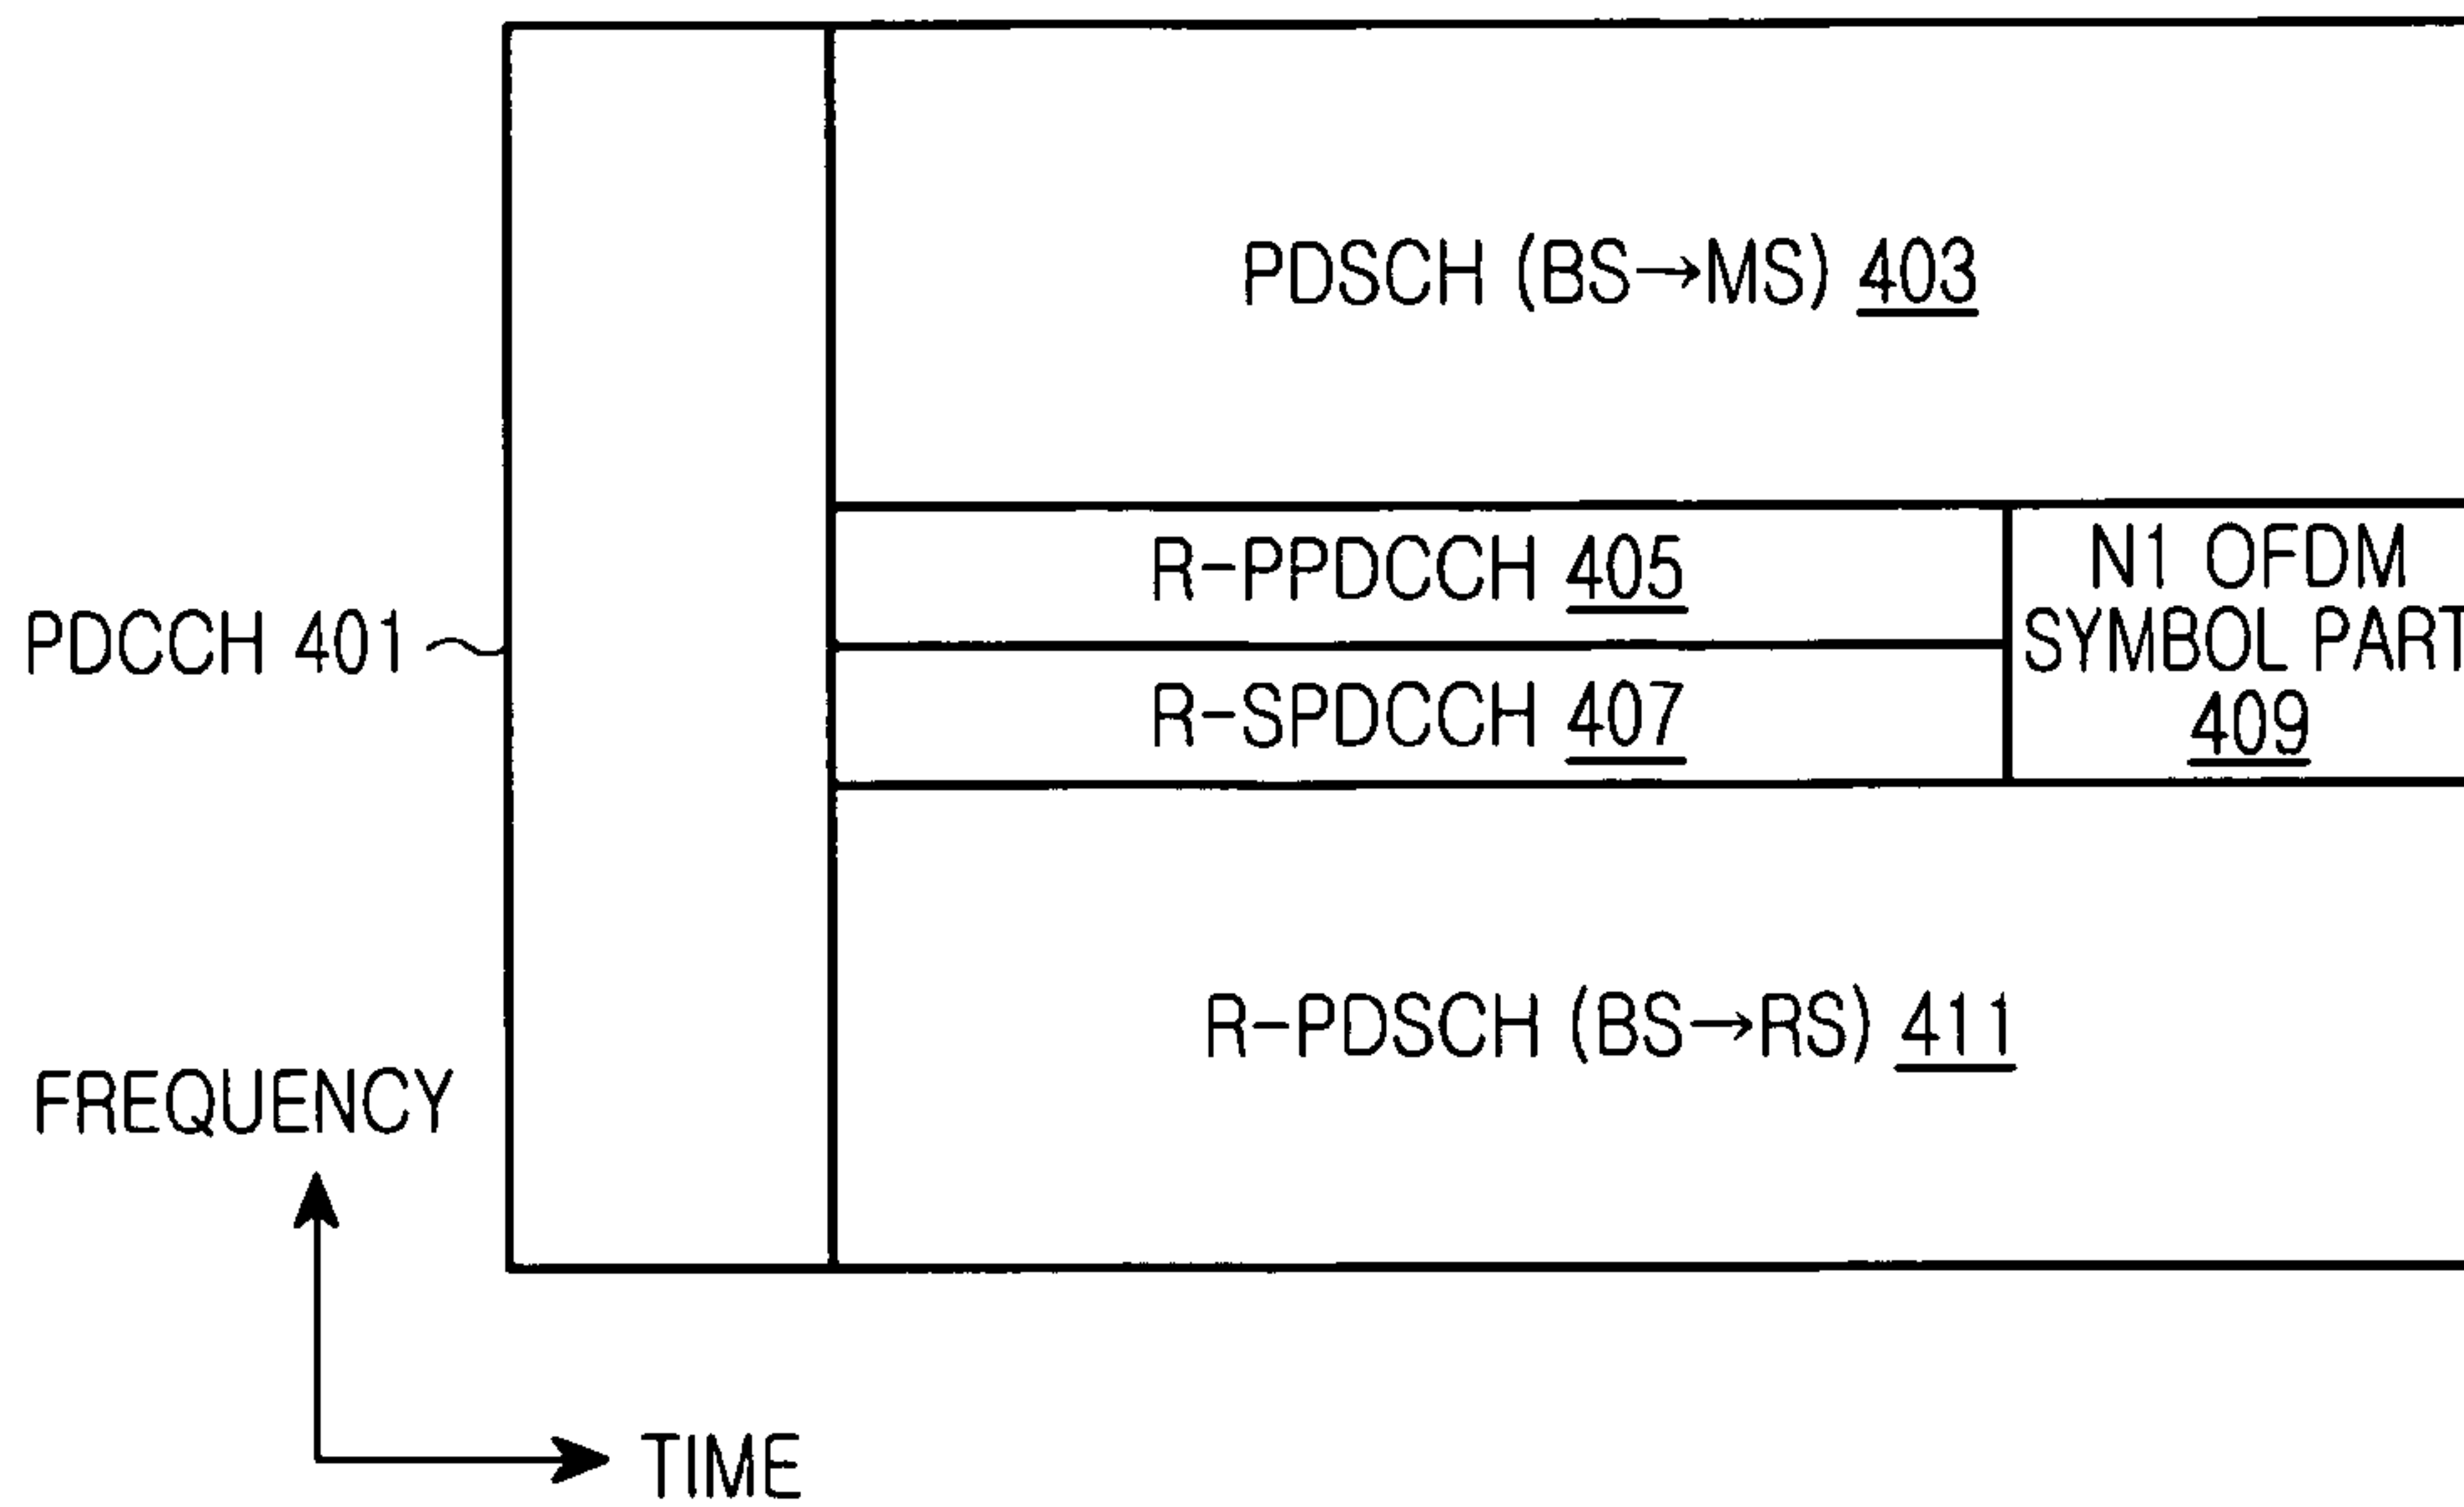 PDSCH (BS→MS) 403
R-PPDCCH 405
N1 OFDM
SYMBOL PART
409
PDCCH 401
R-SPDCCH 407
R-PDSCH (BS→RS) 411
FREQUENCY
TIME